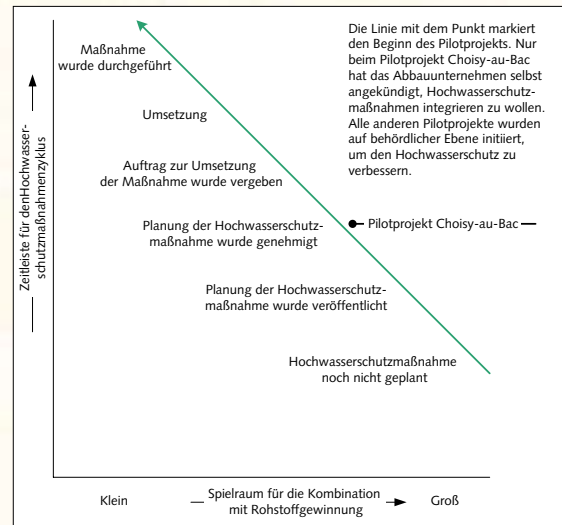 Die Linie mit dem Punkt markiert
den Beginn des Pilotprojekts. Nur
beim Pilotprojekt Choisy-au-Bac
hat das Abbauunternehmen selbst
angekündigt, Hochwasserschutz-
maßnahmen integrieren zu wollen.
Alle anderen Pilotprojekte wurden
auf behördlicher Ebene initiiert,
um den Hochwasserschutz zu
verbessern.
Maßnahme
wurde durchgeführt
Umsetzung
Auftrag zur Umsetzung
der Maßnahme wurde vergeben
Planung der Hochwasserschutz-
maßnahme wurde genehmigt
Pilotprojekt Choisy-au-Bac
Planung der Hochwasserschutz-
maßnahme wurde veröffentlicht
Hochwasserschutzmaßnahme
noch nicht geplant
Zeitleiste für denHochwasser-
schutzmaßnahmenzyklus
Klein
Spielraum für die Kombination
mit Rohstoffgewinnung
Groß